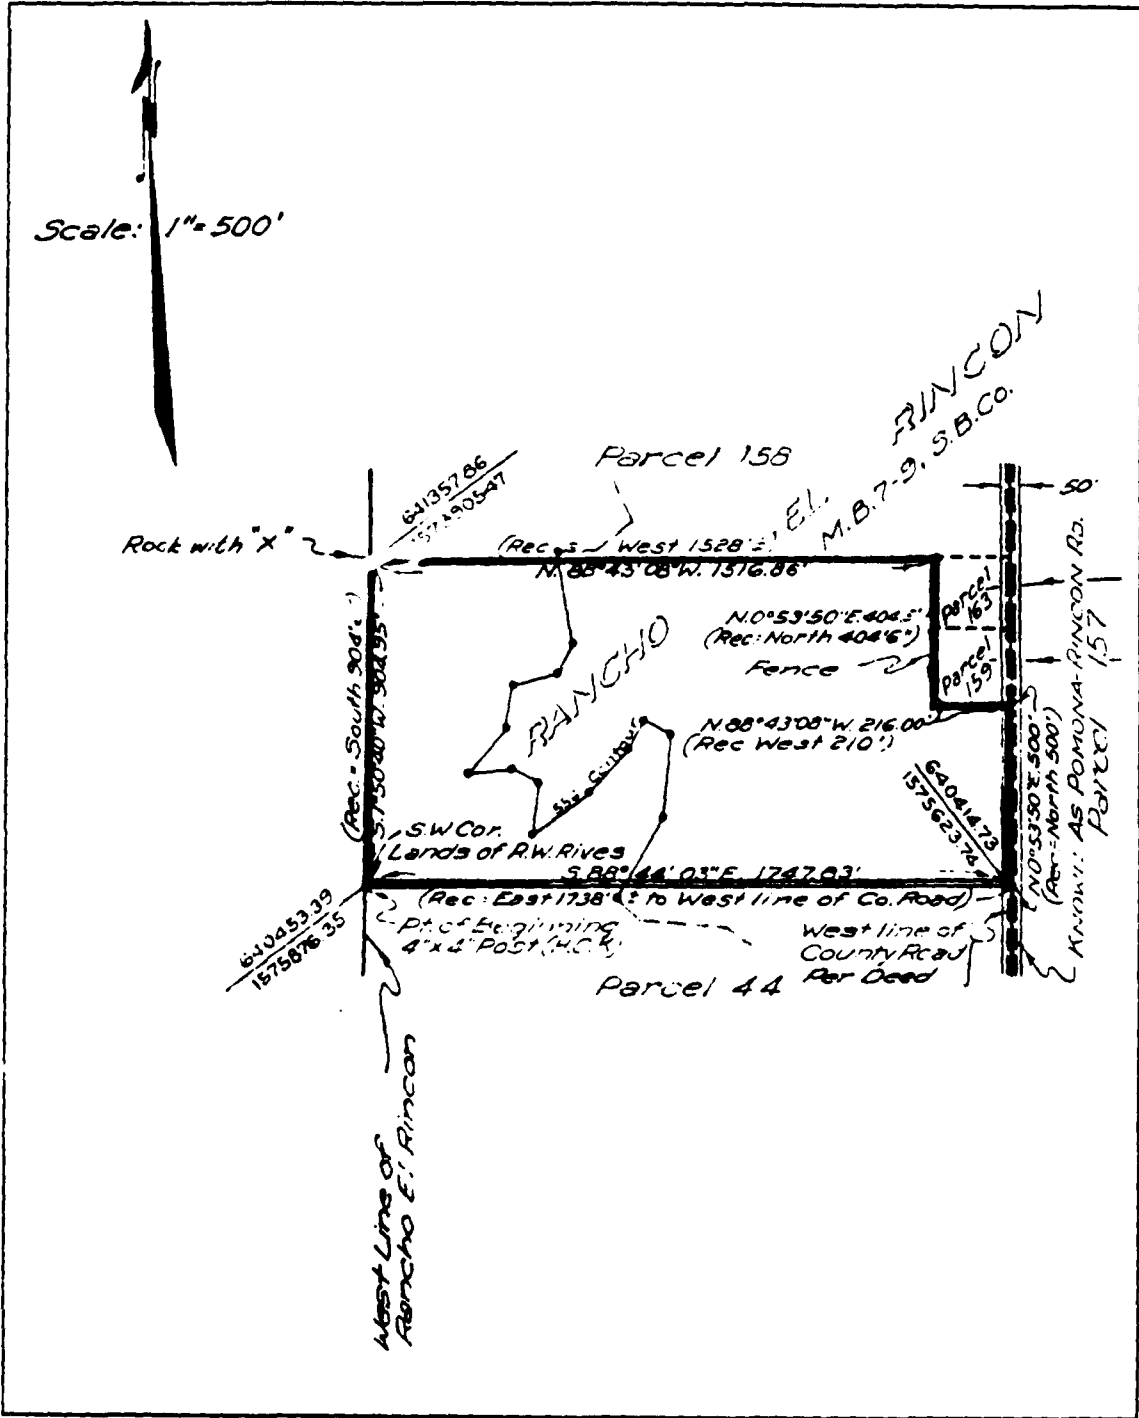 Scale: 1"=500'
RINCON
M.B.7-9, S.B.Co.
Parcel 158
50'
64135786
Rock with "X"
West 1528'
EL
N. 88°43'08"W. 1516.86'
Parcel
163
N.0°53'50"E.404.5'
(Rec: North 404'6")
RANCHO
Fence
Parcel
159
N.88°43'08"W. 216.00'
(Rec West 210')
(Rec. = South 904'±)
S.1°50'40"W. 904.95'
KNOWN AS POMONA-RINCON RD.
Parcel 157
N.0°53'50"E. 500'
(Rec = North 500')
640414.73
1575623.74
S.W Cor.
Lands of R.W. Rives
S 88° 44' 03"E. 1747.83'
(Rec: East 1738'± to West line of Co. Road)
640453.39
1573876.35
Pt. of Beginning
4"x4" Post (H.C.K)
West line of
County Road
Per Deed
Parcel 44
West Line of
Rancho El Rincon